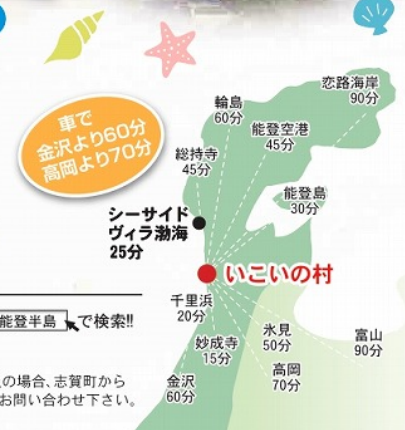 車で
金沢より60分
高岡より70分
恋路海岸
90分
輪島
60分
能登空港
45分
総持寺
45分
能登島
30分
シーサイド
ヴィラ渤海
25分
いこいの村
千里浜
20分
能登半島 で検索!!
妙成寺
15分
氷見
50分
富山
90分
高岡
70分
金沢
60分
の場合、志賀町から
お問い合わせ下さい。